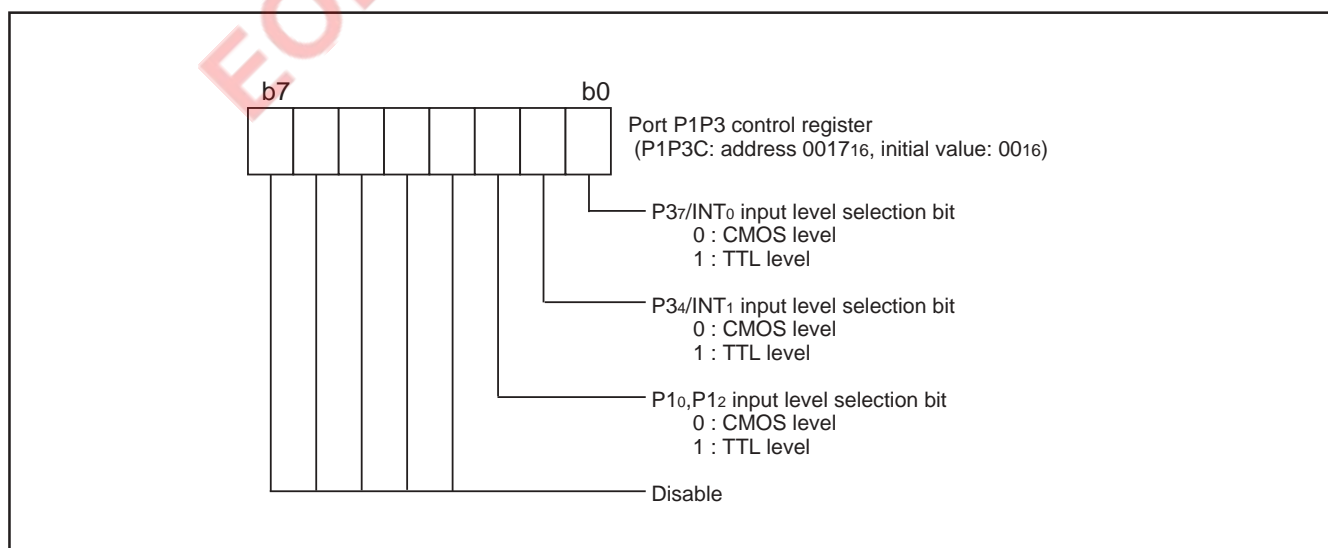 b7 b0
Port P1P3 control register
(P1P3C: address 0017₁₆, initial value: 00₁₆)
P3₇/INT₀ input level selection bit
0 : CMOS level
1 : TTL level
P3₄/INT₁ input level selection bit
0 : CMOS level
1 : TTL level
P1₀,P1₂ input level selection bit
0 : CMOS level
1 : TTL level
Disable